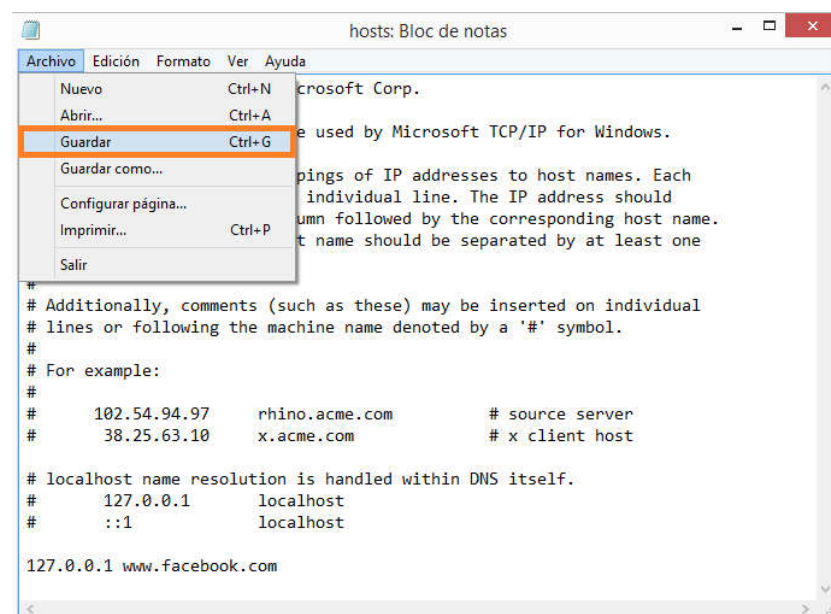 hosts: Bloc de notas
Archivo Edición Formato Ver Ayuda
Nuevo Ctrl+N
Abrir... Ctrl+A
Guardar Ctrl+G
Guardar como...
Configurar página...
Imprimir... Ctrl+P
Salir
crosoft Corp.
e used by Microsoft TCP/IP for Windows.
pings of IP addresses to host names. Each
individual line. The IP address should
umn followed by the corresponding host name.
t name should be separated by at least one
#
# Additionally, comments (such as these) may be inserted on individual
# lines or following the machine name denoted by a '#' symbol.
#
# For example:
#
# 102.54.94.97 rhino.acme.com # source server
# 38.25.63.10 x.acme.com # x client host
# localhost name resolution is handled within DNS itself.
# 127.0.0.1 localhost
# ::1 localhost
127.0.0.1 www.facebook.com